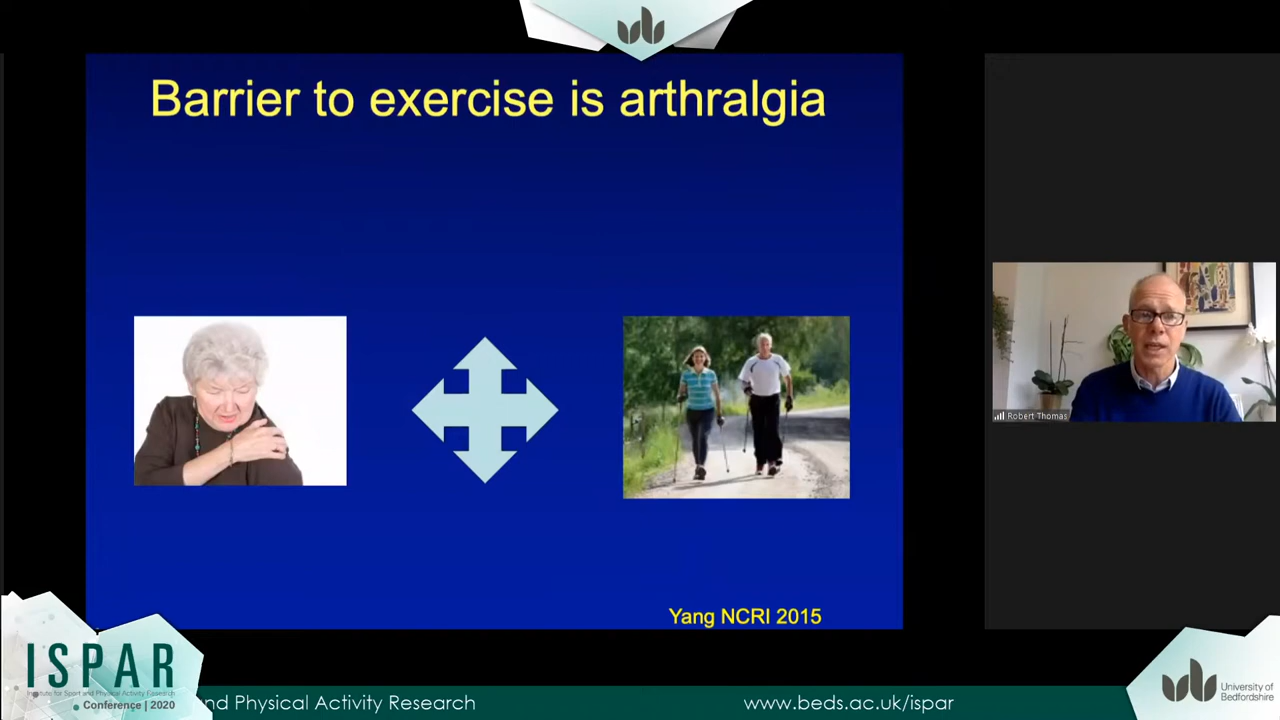 Barrier to exercise is arthralgia
Robert Thomas
Yang NCRI 2015
ISPAR
Institute for Sport and Physical Activity Research
Conference | 2020
and Physical Activity Research
www.beds.ac.uk/ispar
University of
Bedfordshire